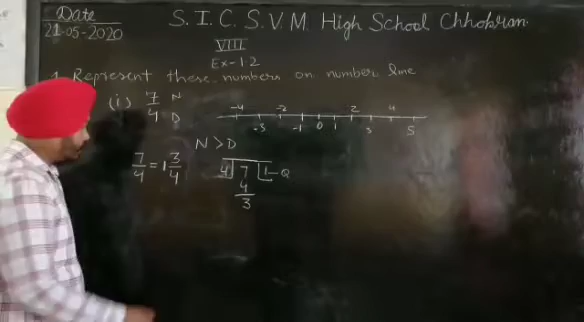 Date
21-05-2020
S.I.C. S.V.M. High School Chhokran
VIII
Ex-1.2
1. Represent these numbers on number line
(i) 7/4 N D
-4 -3 -2 -1 0 1 2 3 4 5
N>D
7/4 = 1 3/4
4 7 1-Q
4
3